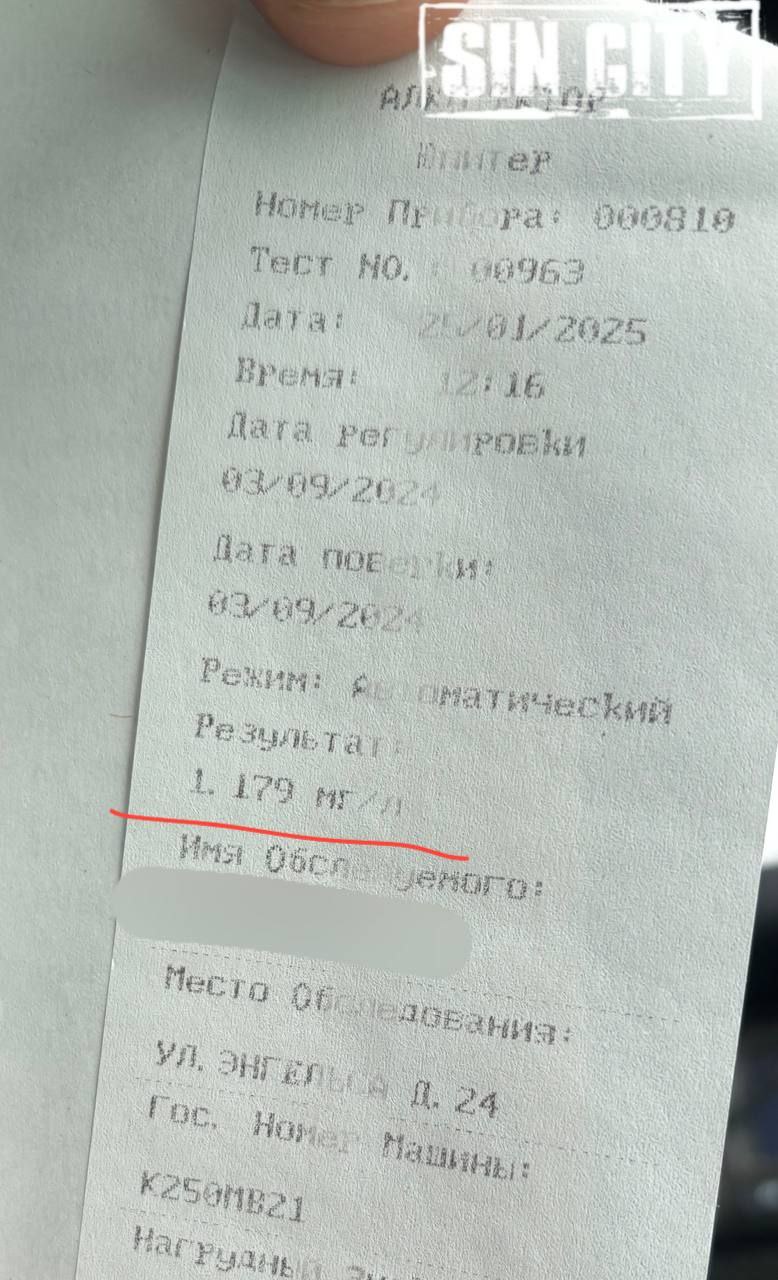 SIN CITY
Юпитер
Номер Прибора: 000810
Тест NO. : 00963
Дата: 25/01/2025
Время: 12:16
Дата регулировки
03/09/2024
Дата поверки:
03/09/2024
Режим: Автоматический
Результат:
1.179 мг/л
Имя Обследуемого:
Место Обследования:
УЛ. ЭНГЕЛЬСА Д. 24
Гос. Номер Машины:
К250МВ21
Нагрудный